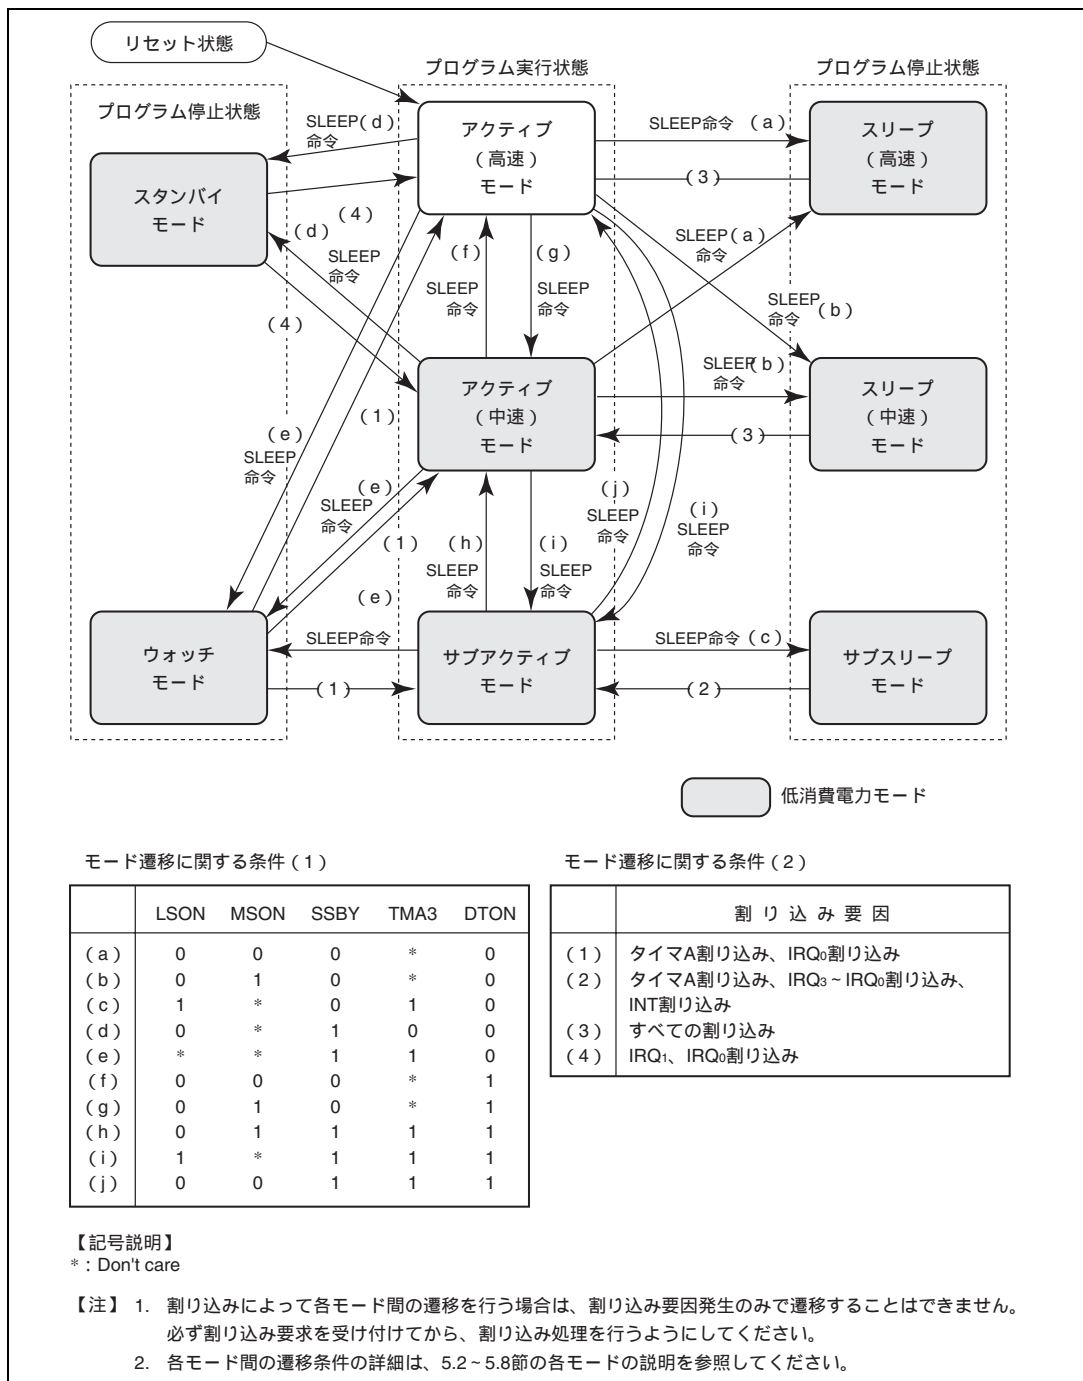 リセット状態
プログラム実行状態
プログラム停止状態
プログラム停止状態
SLEEP(d)
命令
アクティブ
(高速)
モード
SLEEP命令 (a)
スリープ
(高速)
モード
(3)
スタンバイ
モード
(4)
(d)
SLEEP
命令
(f)
SLEEP
命令
(g)
SLEEP
命令
SLEEP(a)
命令
SLEEP(b)
命令
(4)
アクティブ
(中速)
モード
SLEEP(b)
命令
スリープ
(中速)
モード
(3)
(1)
(e)
SLEEP
命令
(e)
SLEEP
命令
(j)
SLEEP
命令
(i)
SLEEP
命令
(1)
(h)
SLEEP
命令
(i)
SLEEP
命令
(e)
ウォッチ
モード
SLEEP命令
サブアクティブ
モード
SLEEP命令 (c)
サブスリープ
モード
(1)
(2)
低消費電力モード
モード遷移に関する条件(1)
LSON MSON SSBY TMA3 DTON
(a) 0 0 0 * 0
(b) 0 1 0 * 0
(c) 1 * 0 1 0
(d) 0 * 1 0 0
(e) * * 1 1 0
(f) 0 0 0 * 1
(g) 0 1 0 * 1
(h) 0 1 1 1 1
(i) 1 * 1 1 1
(j) 0 0 1 1 1
モード遷移に関する条件(2)
割り込み要因
(1) タイマA割り込み、IRQ0割り込み
(2) タイマA割り込み、IRQ3~IRQ0割り込み、
INT割り込み
(3) すべての割り込み
(4) IRQ1、IRQ0割り込み
【記号説明】
* : Don't care
【注】 1. 割り込みによって各モード間の遷移を行う場合は、割り込み要因発生のみで遷移することはできません。
必ず割り込み要求を受け付けてから、割り込み処理を行うようにしてください。
2. 各モード間の遷移条件の詳細は、5.2~5.8節の各モードの説明を参照してください。